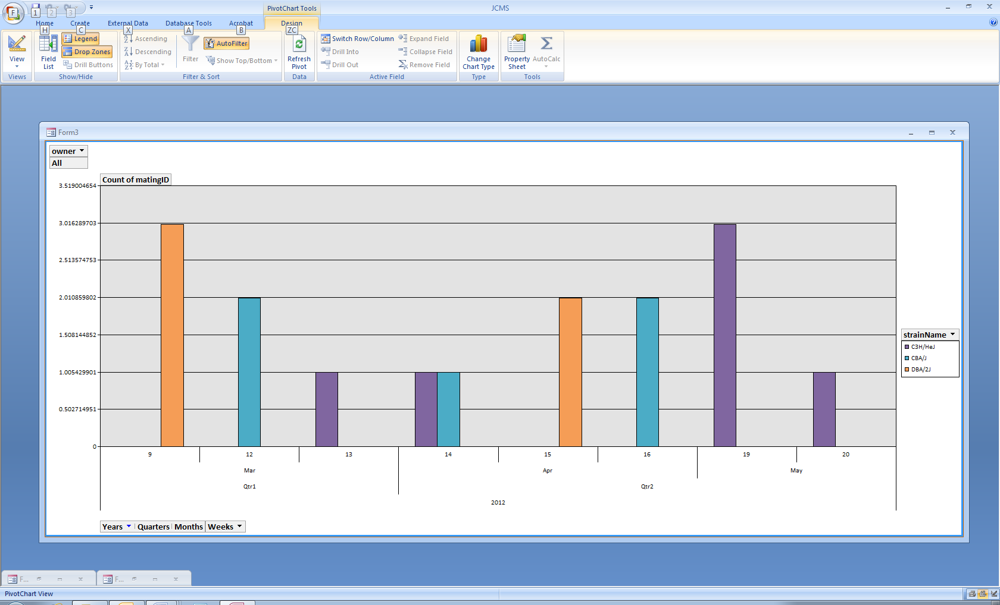 PivotChart Tools
JCMS
F
1
2
3
Home
Create
External Data
Database Tools
Acrobat
Design
H
C
X
A
B
ZC
View
Field List
Legend
Drop Zones
Drill Buttons
Ascending
Descending
By Total
Filter
AutoFilter
Show Top/Bottom
Refresh Pivot
Switch Row/Column
Drill Into
Drill Out
Expand Field
Collapse Field
Remove Field
Change Chart Type
Property Sheet
AutoCalc
Views
Show/Hide
Filter & Sort
Data
Active Field
Type
Tools
Form3
owner
All
Count of matingID
3.519004654
3.016289703
2.513574753
2.010859802
1.508144852
1.005429901
0.502714951
0
strainName
C3H/HeJ
CBA/J
DBA/2J
9 12 13 14 15 16 19 20
Mar Apr May
Qtr1 Qtr2
2012
Years Quarters Months Weeks
F... F...
PivotChart View